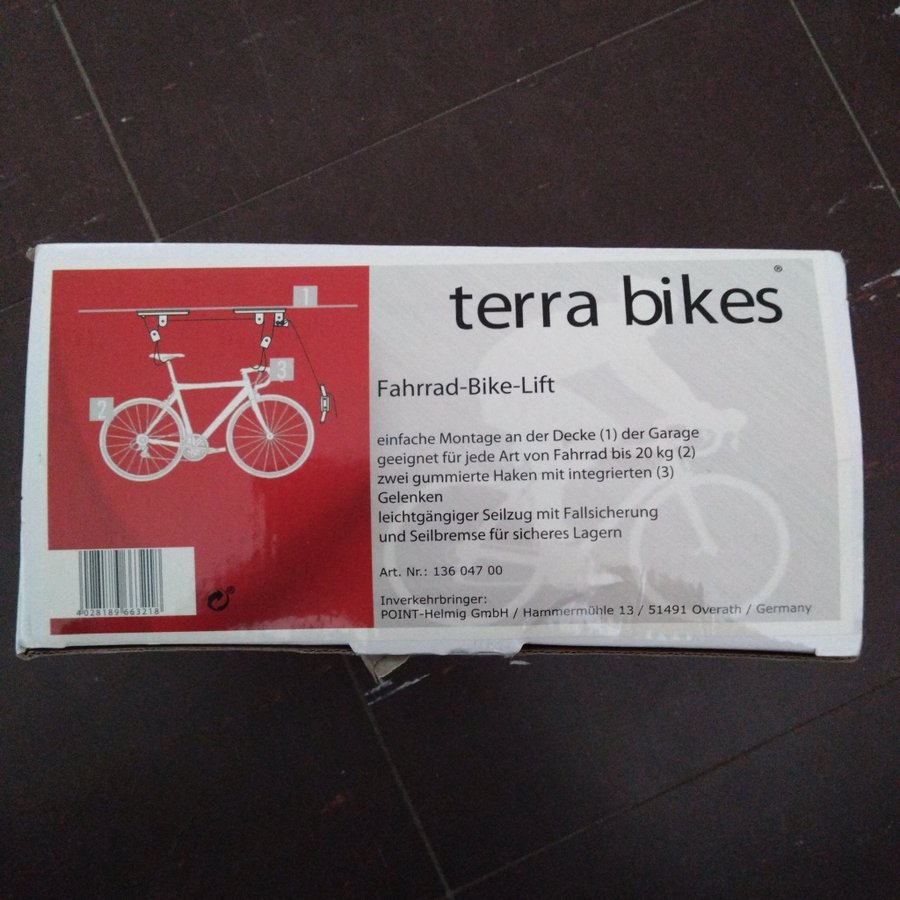 terra bikes®
1
2
3
Fahrrad-Bike-Lift
einfache Montage an der Decke (1) der Garage
geeignet für jede Art von Fahrrad bis 20 kg (2)
zwei gummierte Haken mit integrierten (3)
Gelenken
leichtgängiger Seilzug mit Fallsicherung
und Seilbremse für sicheres Lagern
Art. Nr.: 136 047 00
Inverkehrbringer:
POINT-Helmig GmbH / Hammermühle 13 / 51491 Overath / Germany
4 028189 663218